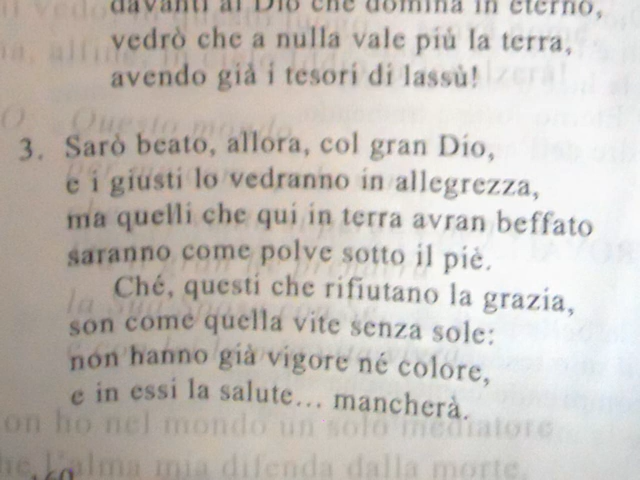 davanti al Dio che domina in eterno,
vedrò che a nulla vale più la terra,
avendo già i tesori di lassù!
3. Sarò beato, allora, col gran Dio,
e i giusti lo vedranno in allegrezza,
ma quelli che qui in terra avran beffato
saranno come polve sotto il piè.
Ché, questi che rifiutano la grazia,
son come quella vite senza sole:
non hanno già vigore né colore,
e in essi la salute... mancherà.
on ho nel mondo un solo mediatore
he l'alma mia difenda dalla morte,